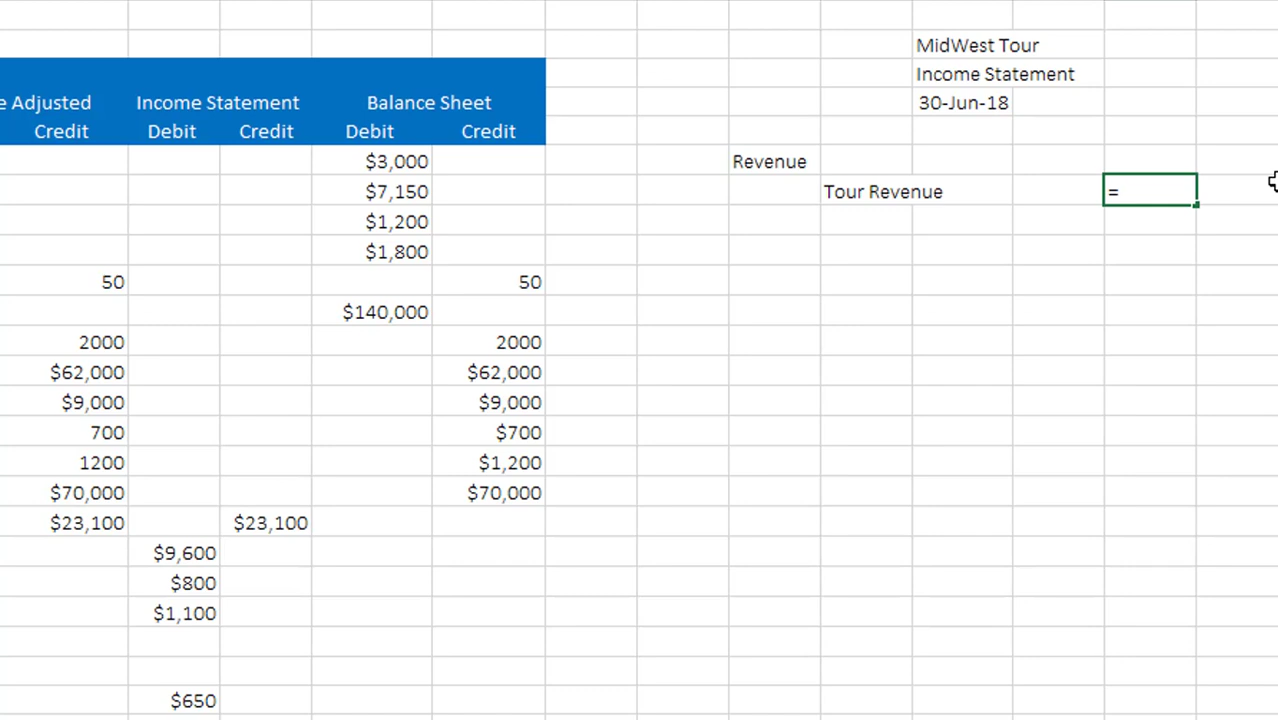 MidWest Tour
Income Statement
e Adjusted Income Statement Balance Sheet 30-Jun-18
Credit Debit Credit Debit Credit
$3,000 Revenue
$7,150 Tour Revenue =
$1,200
$1,800
50 50
$140,000
2000 2000
$62,000 $62,000
$9,000 $9,000
700 $700
1200 $1,200
$70,000 $70,000
$23,100 $23,100
$9,600
$800
$1,100
$650